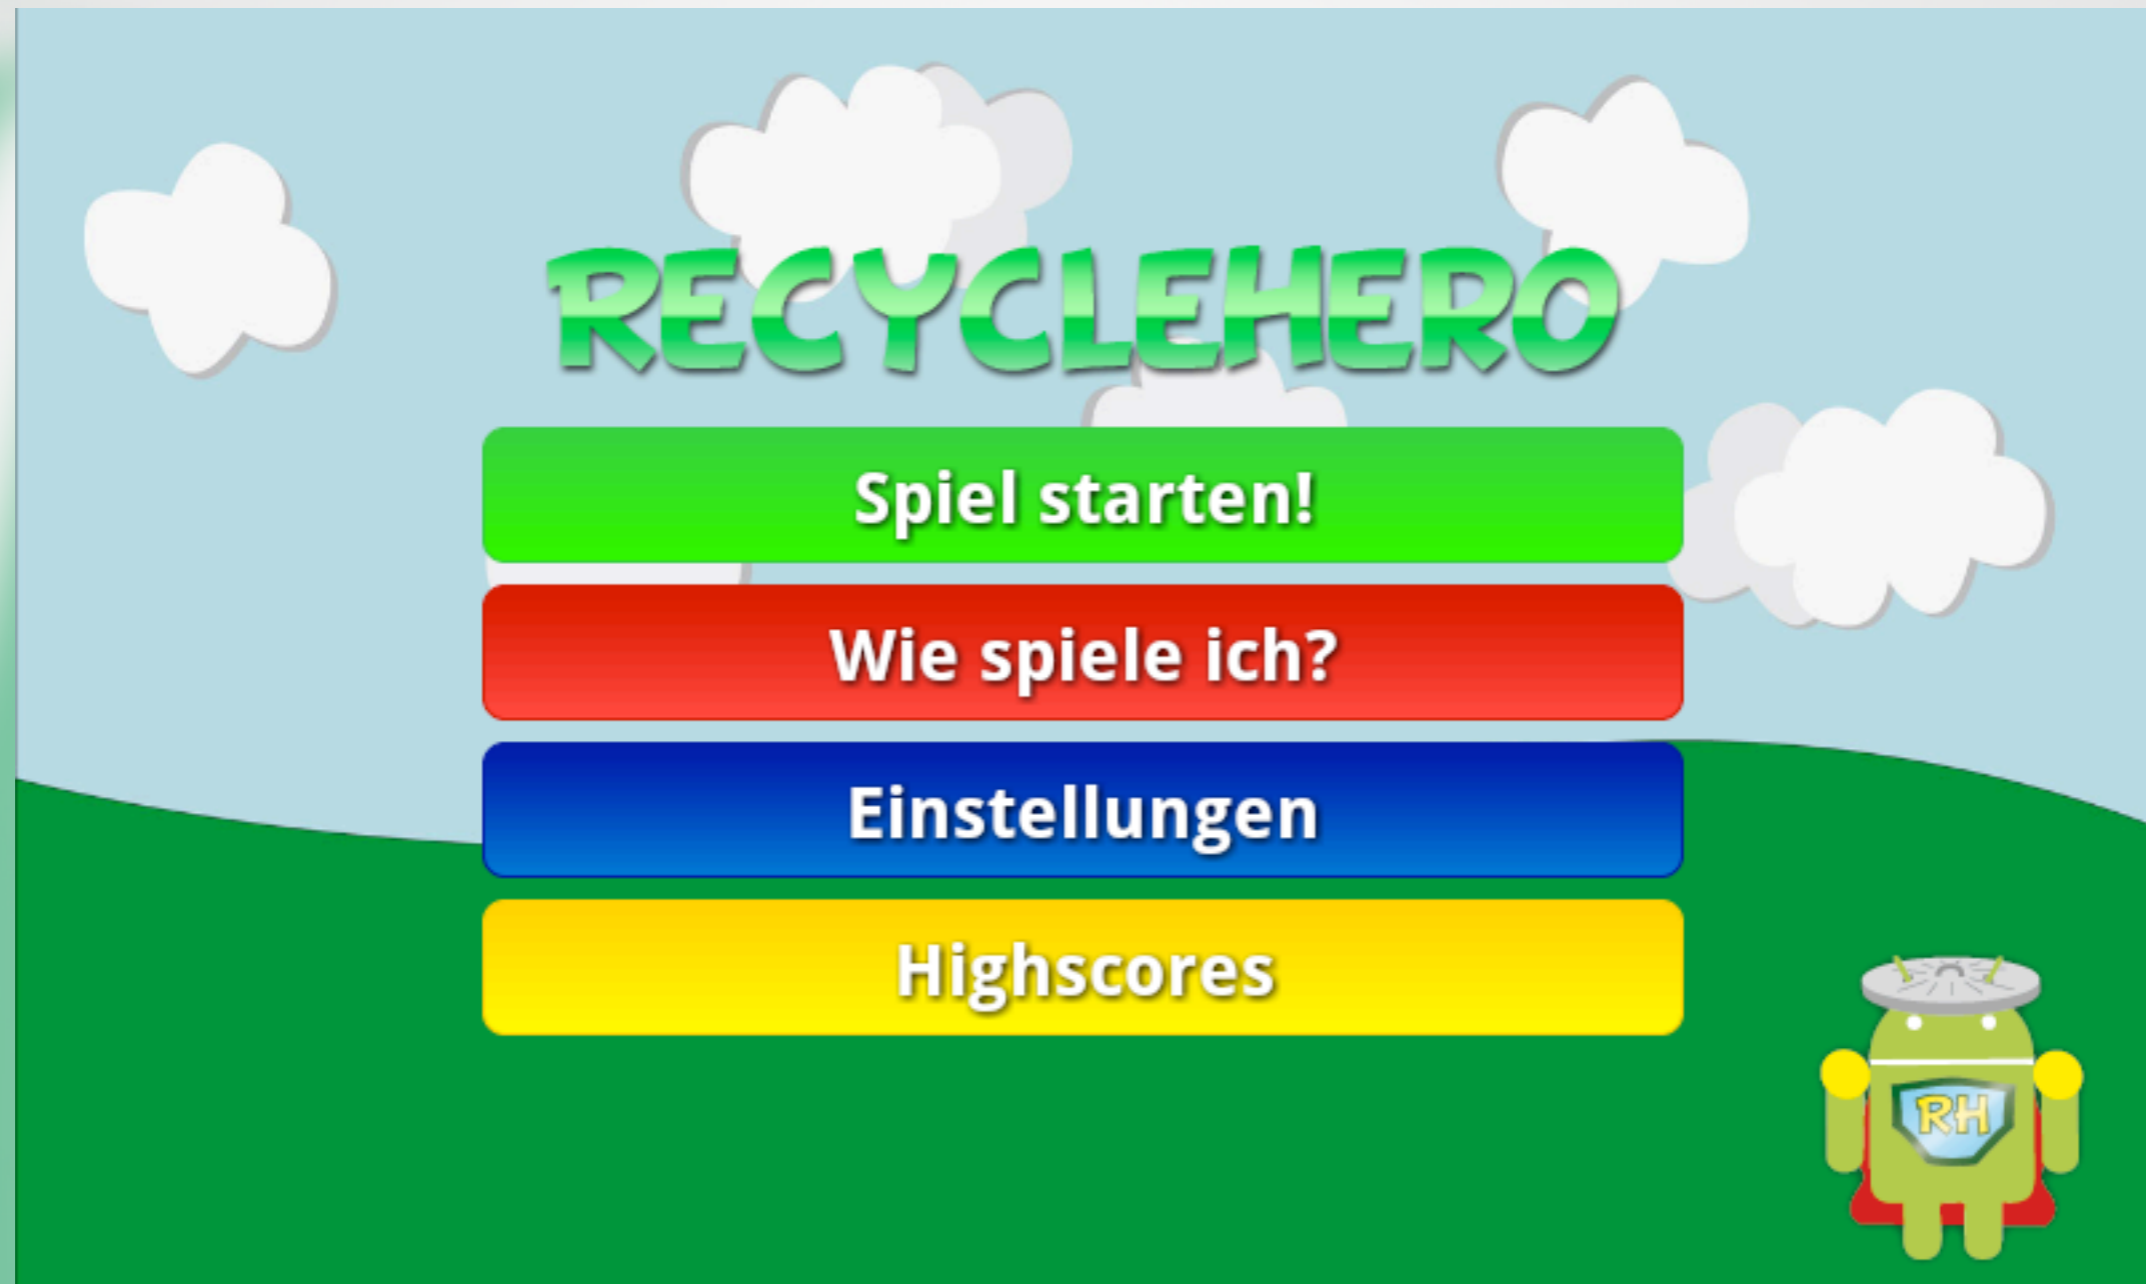 RECYCLEHERO
Spiel starten!
Wie spiele ich?
Einstellungen
Highscores
RH